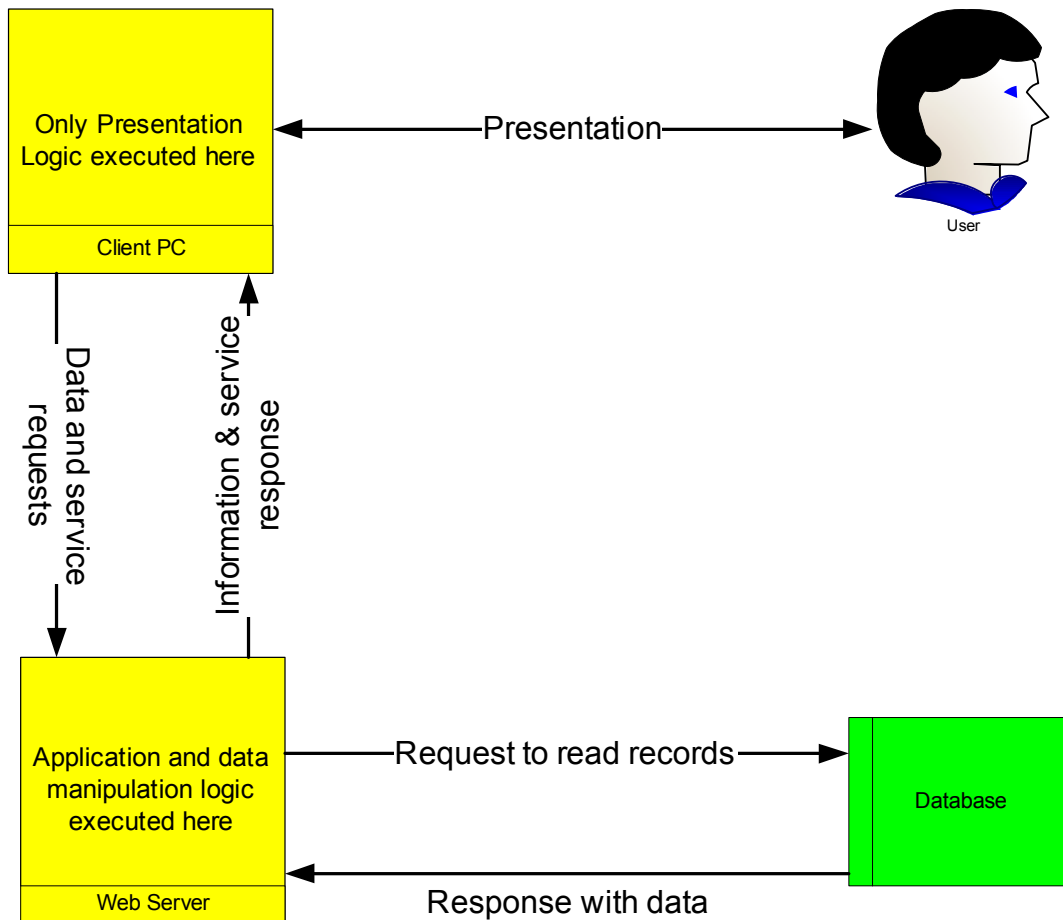 Only Presentation
Logic executed here
Client PC
Presentation
User
Data and service
requests
Information & service
response
Application and data
manipulation logic
executed here
Web Server
Request to read records
Database
Response with data